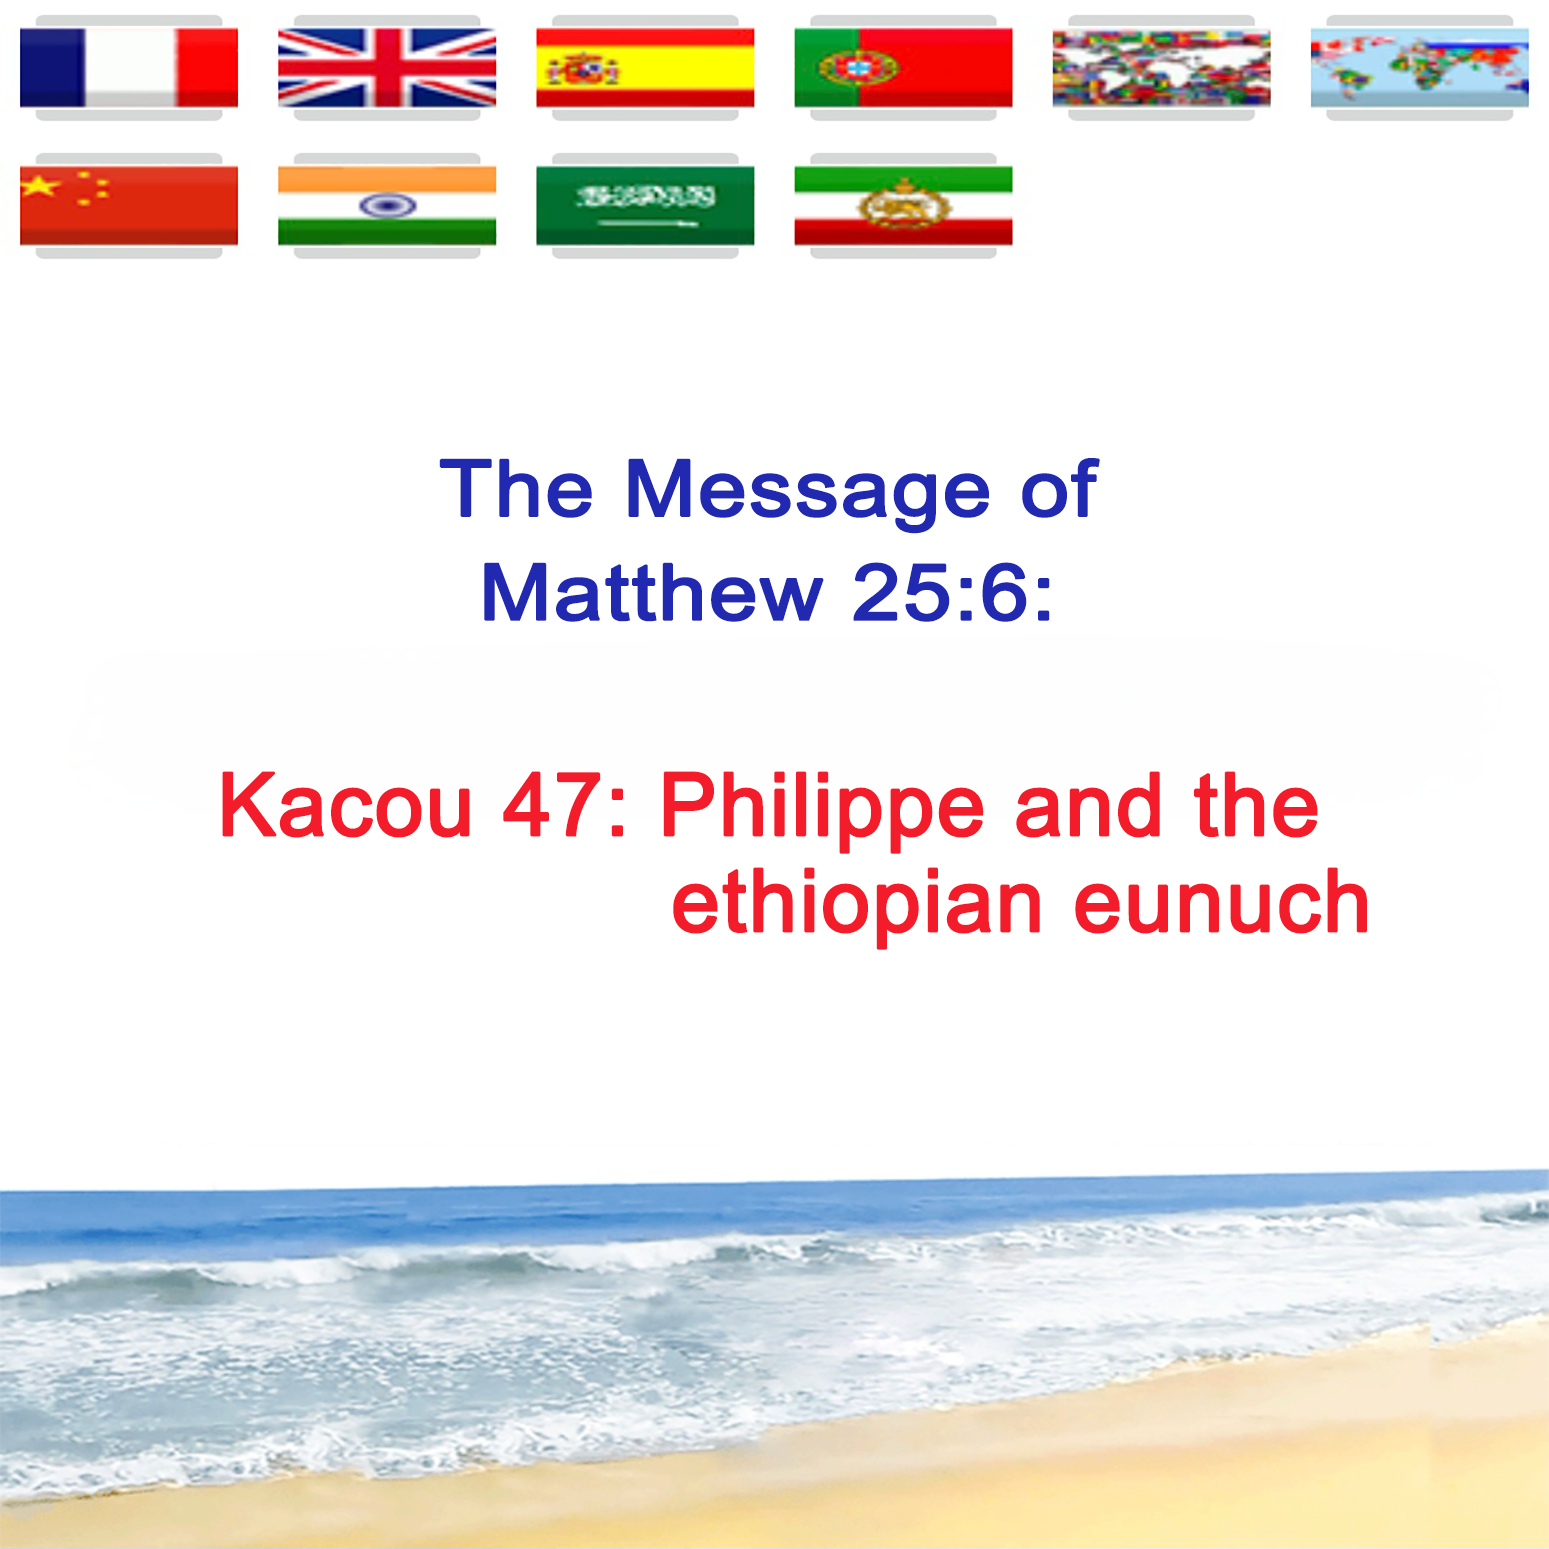 The Message of
Matthew 25:6:
Kacou 47: Philippe and the
ethiopian eunuch